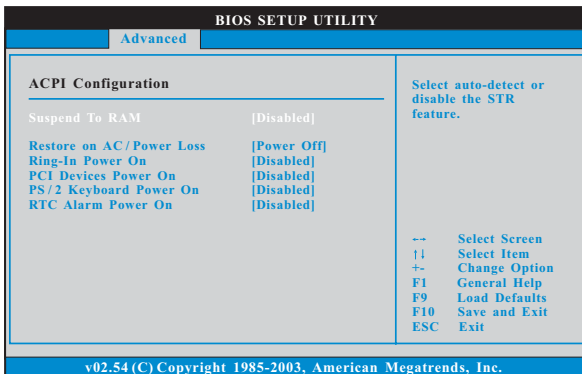 BIOS SETUP UTILITY
Advanced
ACPI Configuration
Suspend To RAM [Disabled]
Restore on AC / Power Loss [Power Off]
Ring-In Power On [Disabled]
PCI Devices Power On [Disabled]
PS / 2 Keyboard Power On [Disabled]
RTC Alarm Power On [Disabled]
Select auto-detect or
disable the STR
feature.
←→ Select Screen
↑↓ Select Item
+- Change Option
F1 General Help
F9 Load Defaults
F10 Save and Exit
ESC Exit
v02.54 (C) Copyright 1985-2003, American Megatrends, Inc.